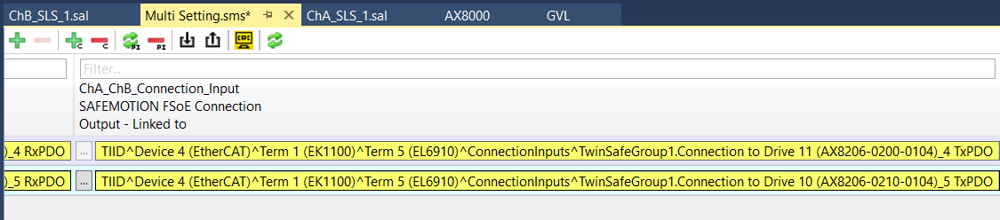 ChB_SLS_1.sal Multi Setting.sms* ChA_SLS_1.sal AX8000 GVL
C C PI PI CRC
Filter...
ChA_ChB_Connection_Input
SAFEMOTION FSoE Connection
Output - Linked to
)_4 RxPDO ... TIID^Device 4 (EtherCAT)^Term 1 (EK1100)^Term 5 (EL6910)^ConnectionInputs^TwinSafeGroup1.Connection to Drive 11 (AX8206-0200-0104)_4 TxPDO
)_5 RxPDO ... TIID^Device 4 (EtherCAT)^Term 1 (EK1100)^Term 5 (EL6910)^ConnectionInputs^TwinSafeGroup1.Connection to Drive 10 (AX8206-0210-0104)_5 TxPDO